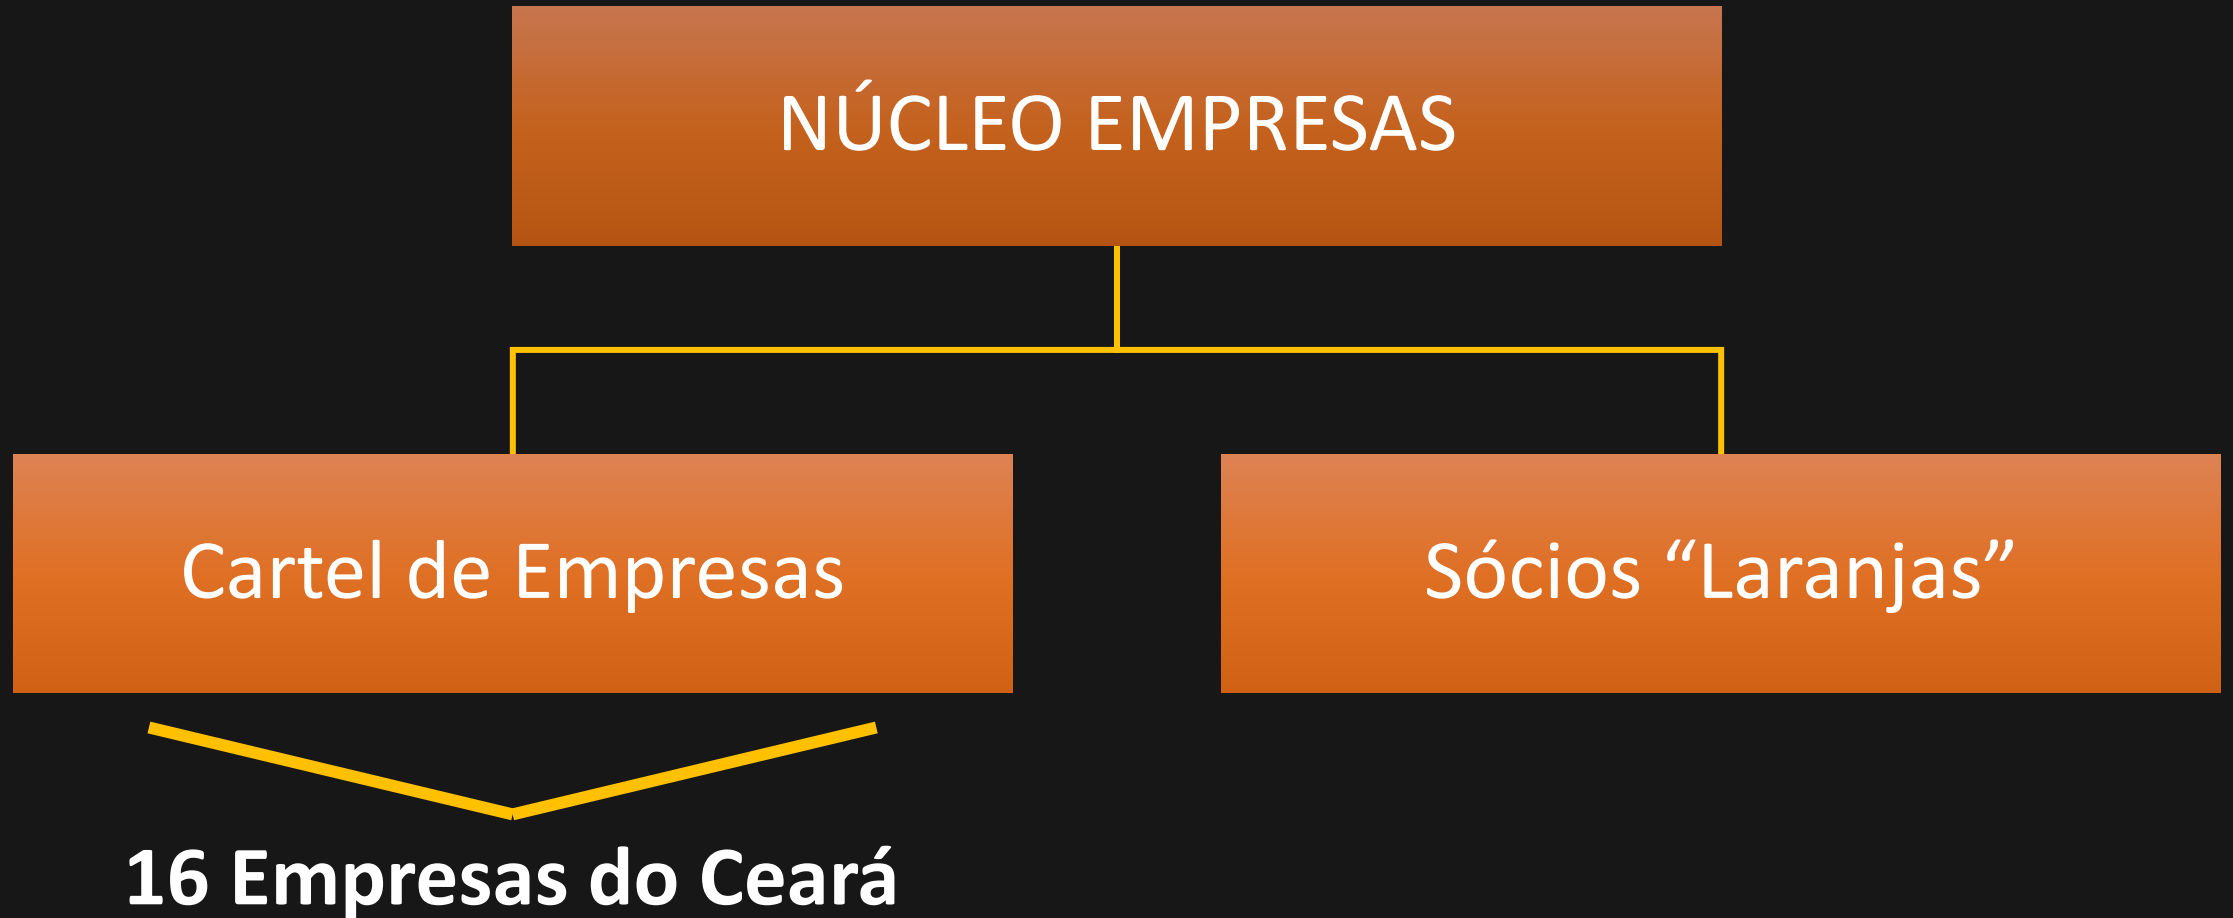 NÚCLEO EMPRESAS
Cartel de Empresas
Sócios “Laranjas”
16 Empresas do Ceará